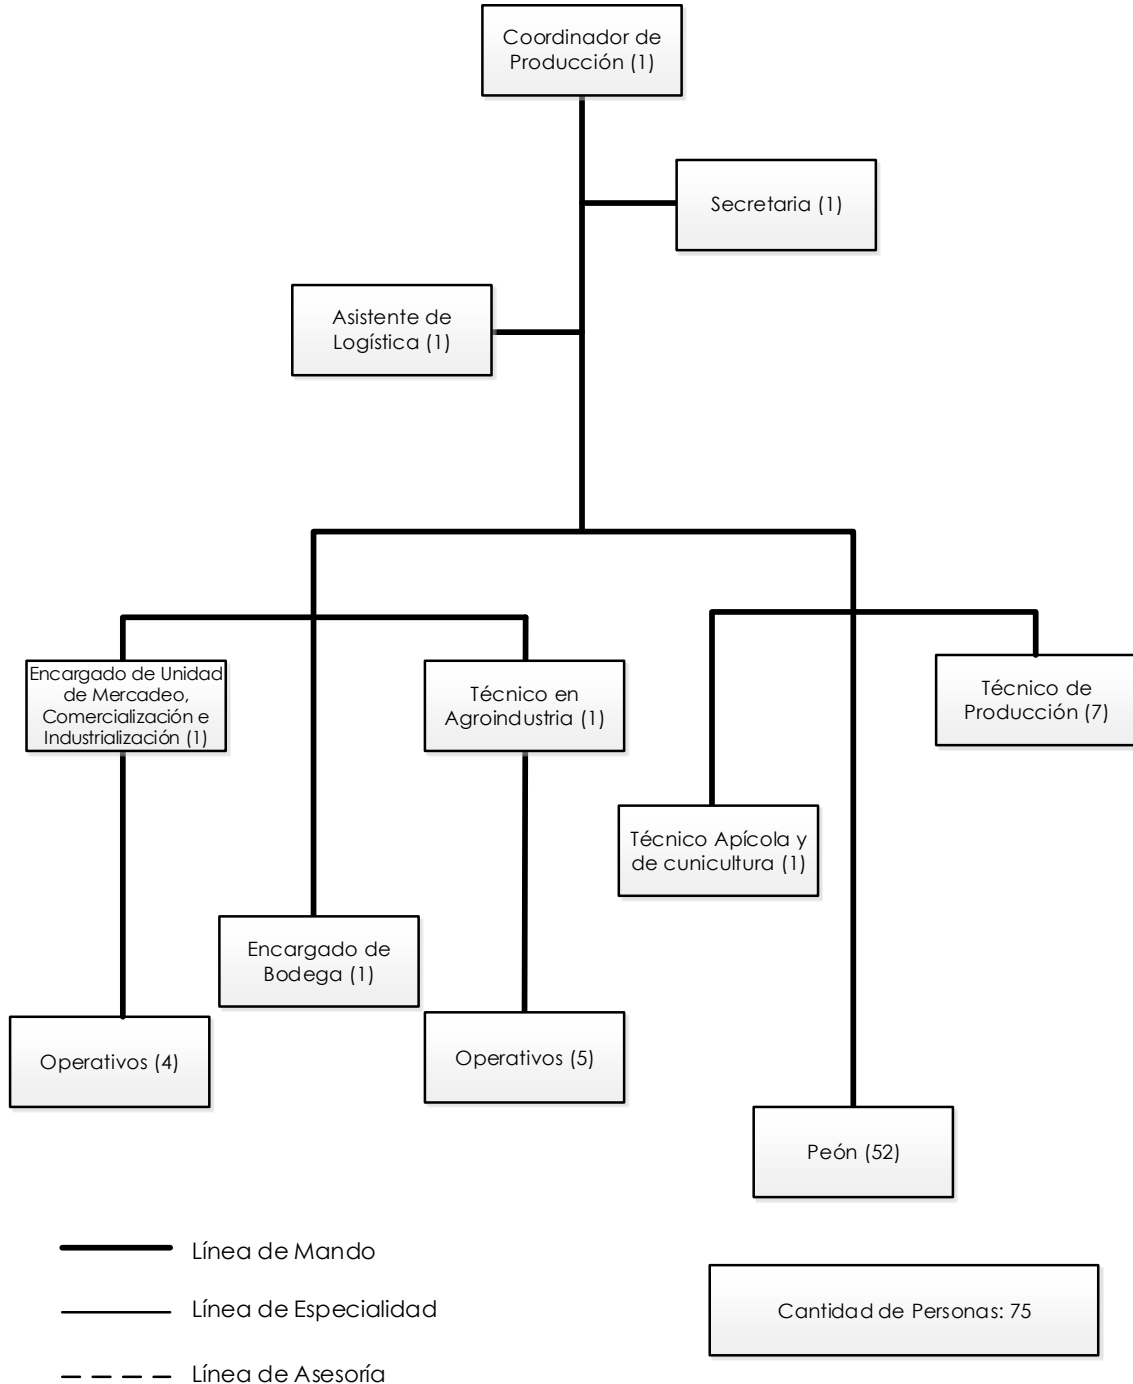 Coordinador de
Producción (1)
Secretaria (1)
Asistente de
Logística (1)
Encargado de Unidad
de Mercadeo,
Comercialización e
Industrialización (1)
Técnico en
Agroindustria (1)
Técnico de
Producción (7)
Técnico Apícola y
de cunicultura (1)
Encargado de
Bodega (1)
Operativos (4)
Operativos (5)
Peón (52)
Línea de Mando
Línea de Especialidad
Línea de Asesoría
Cantidad de Personas: 75